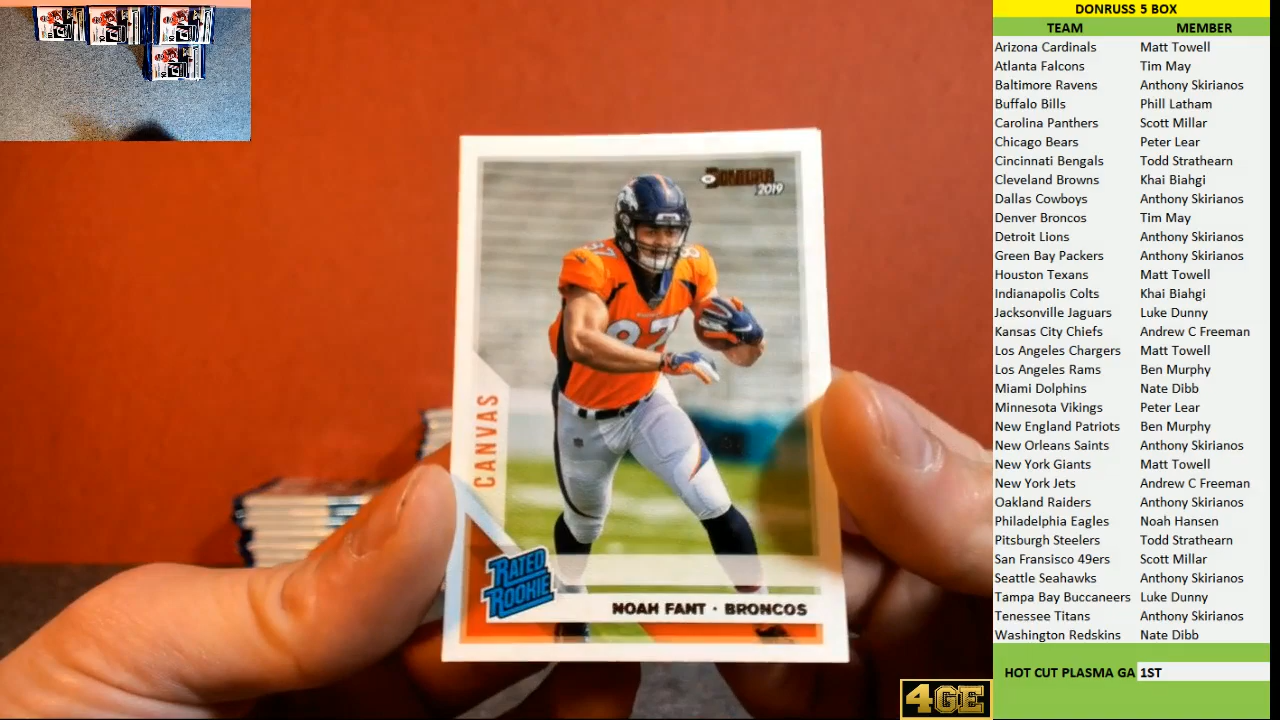 DONRUSS 5 BOX
TEAM MEMBER
Arizona Cardinals Matt Towell
Atlanta Falcons Tim May
Baltimore Ravens Anthony Skirianos
Buffalo Bills Phill Latham
Carolina Panthers Scott Millar
Chicago Bears Peter Lear
Cincinnati Bengals Todd Strathearn
Cleveland Browns Khai Biahgi
Dallas Cowboys Anthony Skirianos
Denver Broncos Tim May
Detroit Lions Anthony Skirianos
Green Bay Packers Anthony Skirianos
Houston Texans Matt Towell
Indianapolis Colts Khai Biahgi
Jacksonville Jaguars Luke Dunny
Kansas City Chiefs Andrew C Freeman
Los Angeles Chargers Matt Towell
Los Angeles Rams Ben Murphy
Miami Dolphins Nate Dibb
Minnesota Vikings Peter Lear
New England Patriots Ben Murphy
New Orleans Saints Anthony Skirianos
New York Giants Matt Towell
New York Jets Andrew C Freeman
Oakland Raiders Anthony Skirianos
Philadelphia Eagles Noah Hansen
Pitsburgh Steelers Todd Strathearn
San Fransisco 49ers Scott Millar
Seattle Seahawks Anthony Skirianos
Tampa Bay Buccaneers Luke Dunny
Tenessee Titans Anthony Skirianos
Washington Redskins Nate Dibb
HOT CUT PLASMA GA 1ST
4GE
2019
87
87
CANVAS
RATED
ROOKIE
NOAH FANT • BRONCOS